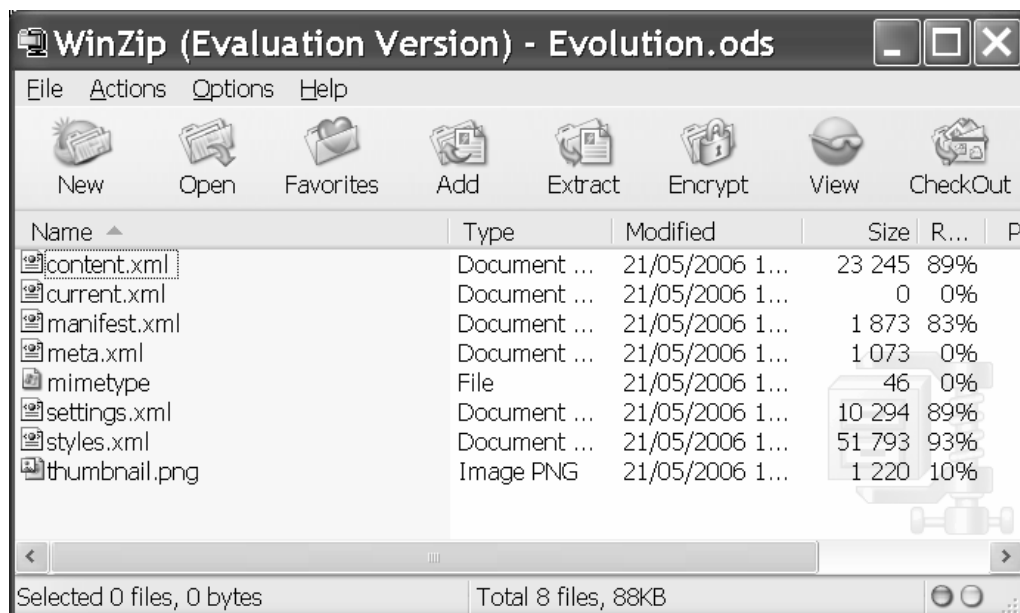 WinZip (Evaluation Version) - Evolution.ods
File Actions Options Help
New Open Favorites Add Extract Encrypt View CheckOut
Name Type Modified Size R... P
content.xml Document ... 21/05/2006 1... 23 245 89%
current.xml Document ... 21/05/2006 1... 0 0%
manifest.xml Document ... 21/05/2006 1... 1 873 83%
meta.xml Document ... 21/05/2006 1... 1 073 0%
mimetype File 21/05/2006 1... 46 0%
settings.xml Document ... 21/05/2006 1... 10 294 89%
styles.xml Document ... 21/05/2006 1... 51 793 93%
thumbnail.png Image PNG 21/05/2006 1... 1 220 10%
Selected 0 files, 0 bytes Total 8 files, 88KB